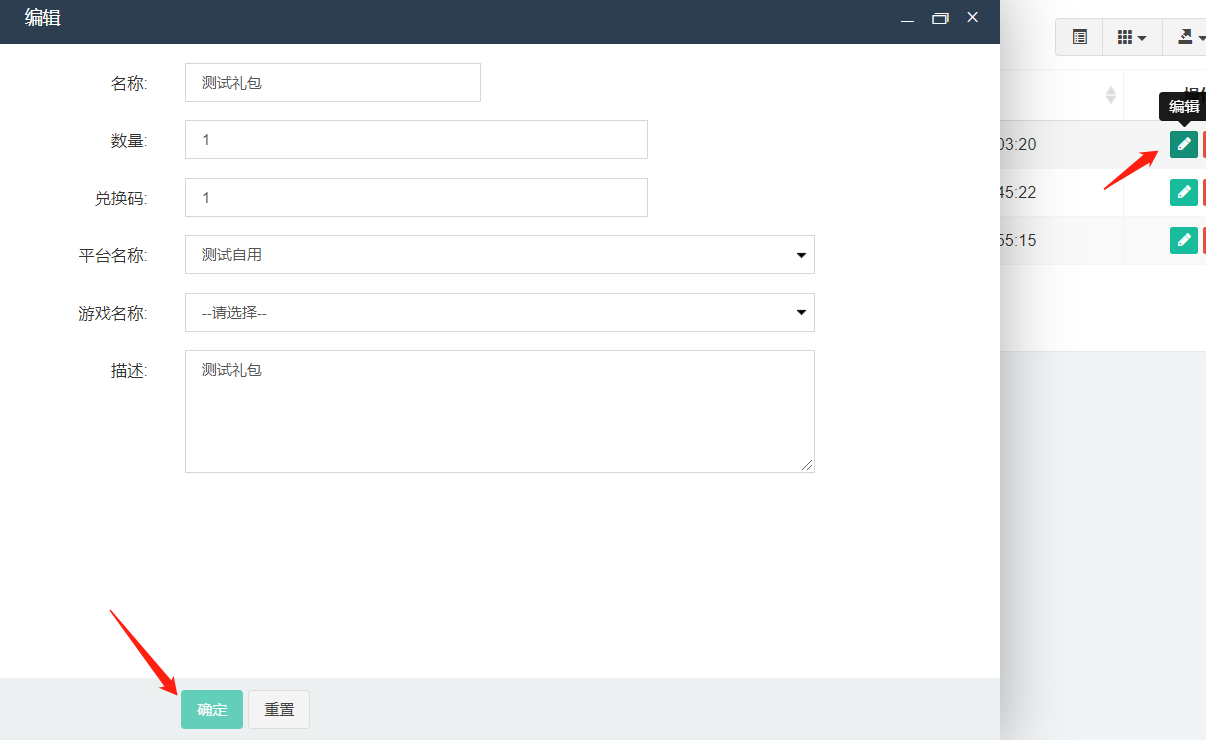 编辑
名称:
测试礼包
数量:
1
兑换码:
1
平台名称:
测试自用
游戏名称:
--请选择--
描述:
测试礼包
确定
重置
编辑
03:20
45:22
55:15